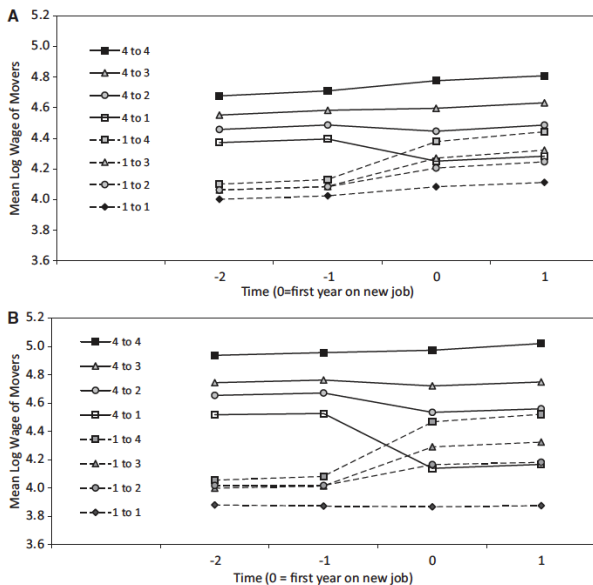 A
5.2
5.0
4.8
4.6
4.4
4.2
4.0
3.8
3.6
Mean Log Wage of Movers
4 to 4
4 to 3
4 to 2
4 to 1
1 to 4
1 to 3
1 to 2
1 to 1
-2 -1 0 1
Time (0=first year on new job)
B
5.2
5.0
4.8
4.6
4.4
4.2
4.0
3.8
3.6
Mean Log Wage of Movers
4 to 4
4 to 3
4 to 2
4 to 1
1 to 4
1 to 3
1 to 2
1 to 1
-2 -1 0 1
Time (0 = first year on new job)